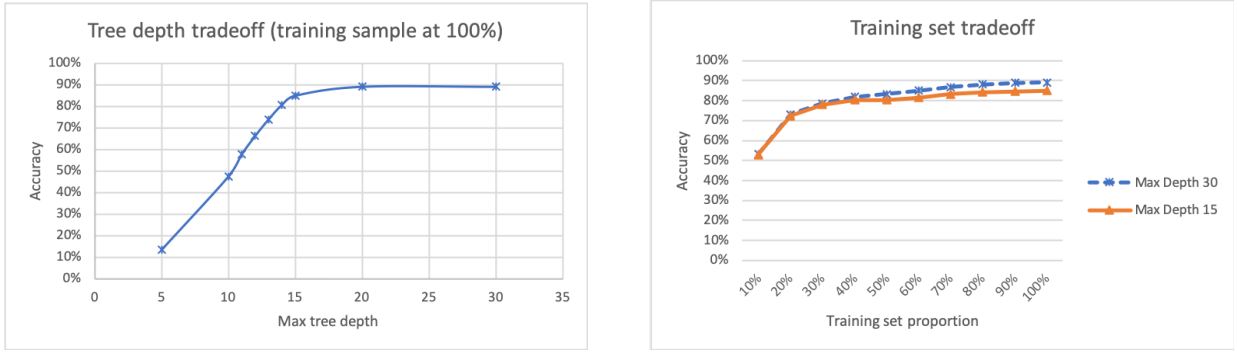 Tree depth tradeoff (training sample at 100%)
100%
90%
80%
70%
60%
50%
40%
30%
20%
10%
0%
Accuracy
0 5 10 15 20 25 30 35
Max tree depth
Training set tradeoff
100%
90%
80%
70%
60%
50%
40%
30%
20%
10%
0%
Accuracy
10% 20% 30% 40% 50% 60% 70% 80% 90% 100%
Training set proportion
Max Depth 30
Max Depth 15